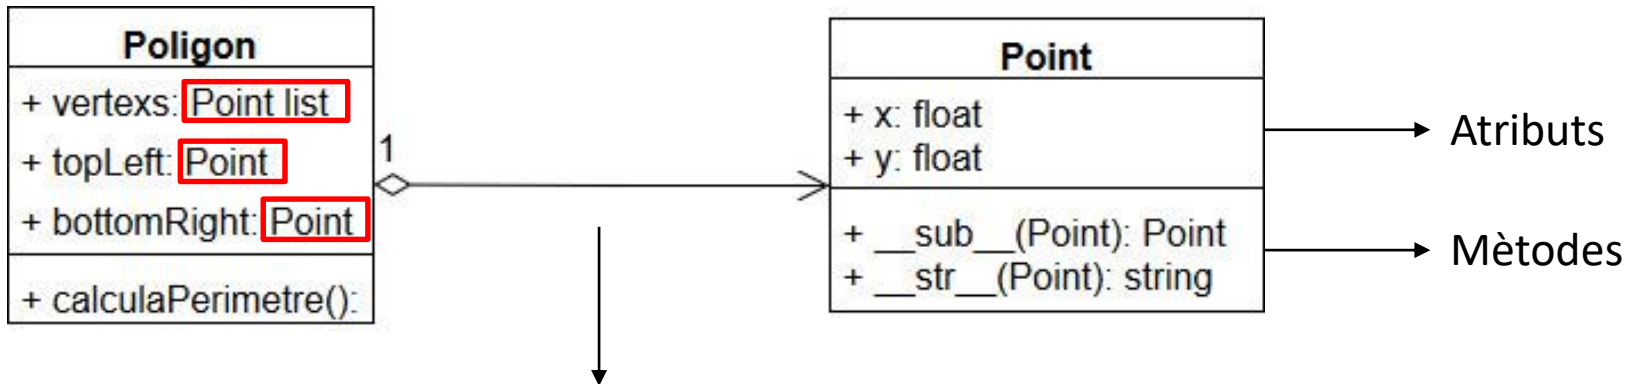 Poligon
+ vertexs: Point list
+ topLeft: Point
+ bottomRight: Point
+ calculaPerimetre():
1
Point
+ x: float
+ y: float
+ __sub__(Point): Point
+ __str__(Point): string
Atributs
Mètodes